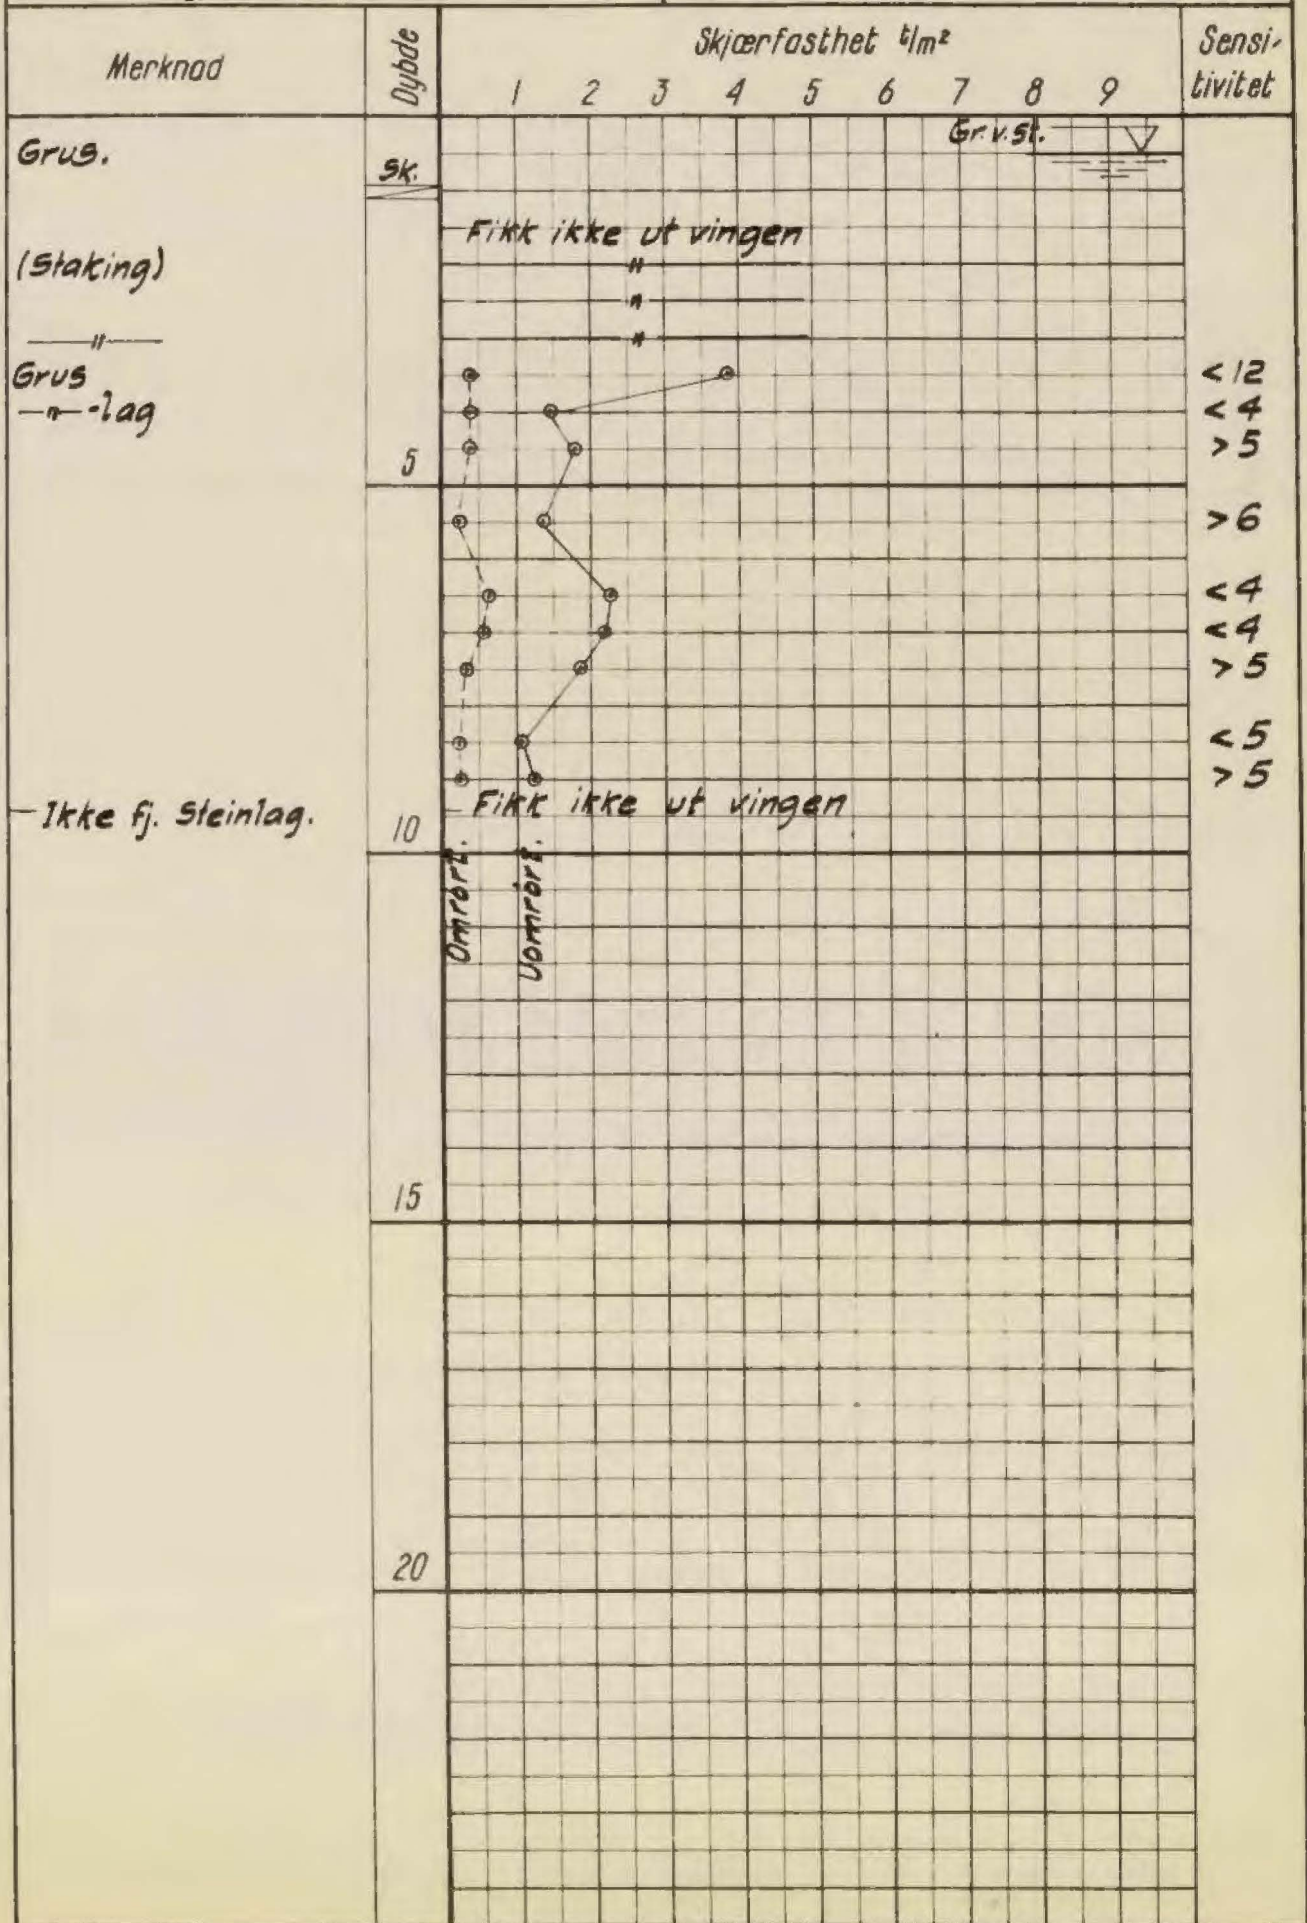 Merknad
Dybde
Skjærfasthet t/m²
Sensi-
tivitet
1 2 3 4 5 6 7 8 9
Gr.v.st.
Grus.
Sk.
Fikk ikke ut vingen
(Staking)
"
"
" "
Grus <12
" -lag <4
>5
5
>6
<4
<4
>5
<5
>5
Fikk ikke ut vingen
Ikke fj. Steinlag.
10
Omrört.
Uomrört.
15
20